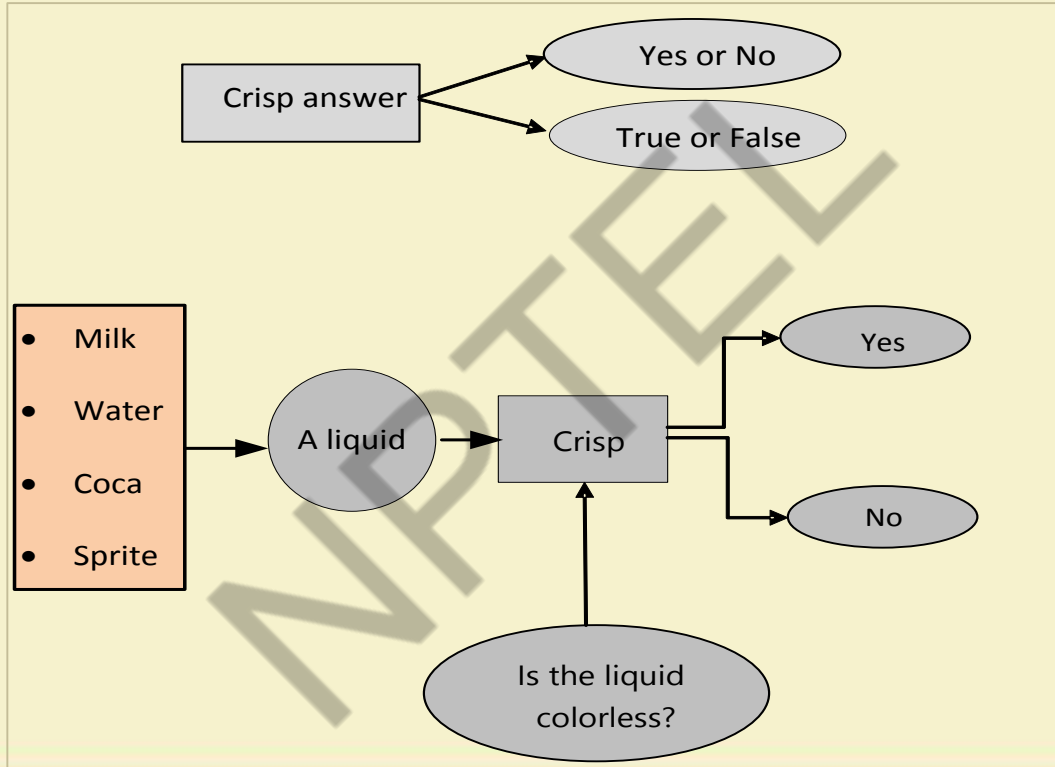 Yes or No
Crisp answer
True or False
• Milk
• Water
• Coca
• Sprite
A liquid
Crisp
Yes
No
Is the liquid
colorless?
NPTEL